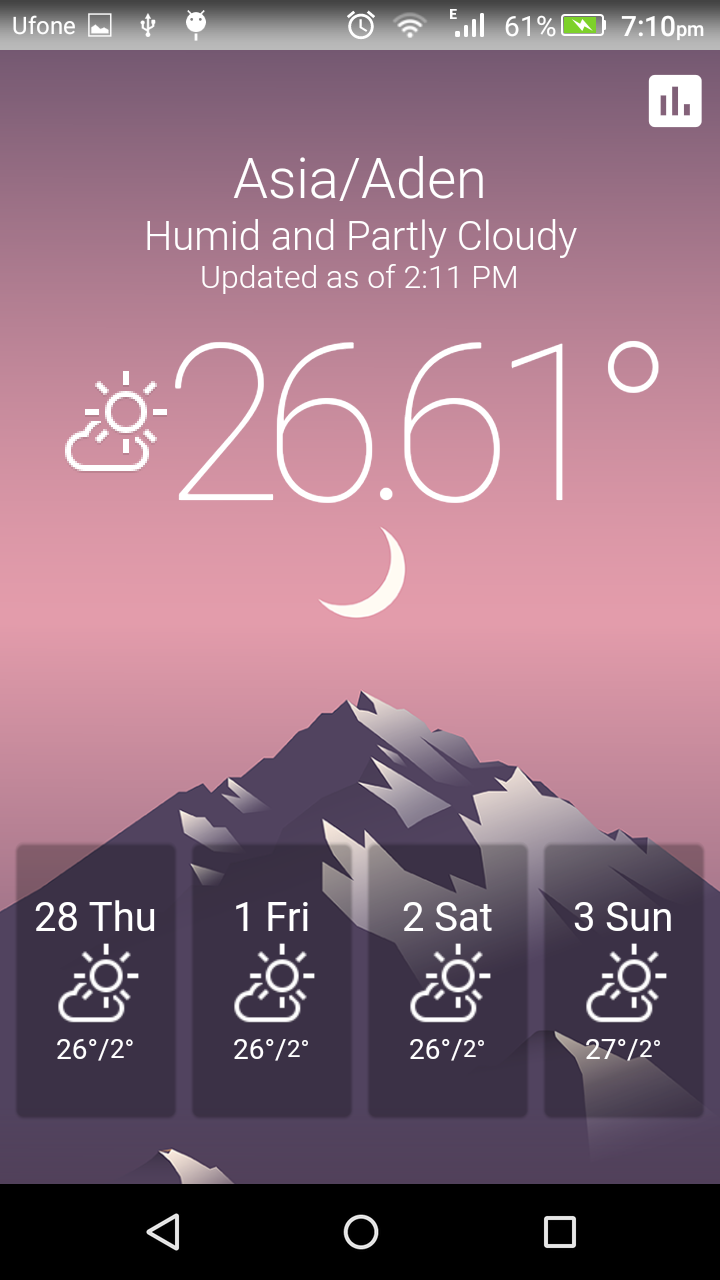 Ufone E 61% 7:10pm
Asia/Aden
Humid and Partly Cloudy
Updated as of 2:11 PM
26.61°
28 Thu 1 Fri 2 Sat 3 Sun
26°/2° 26°/2° 26°/2° 27°/2°